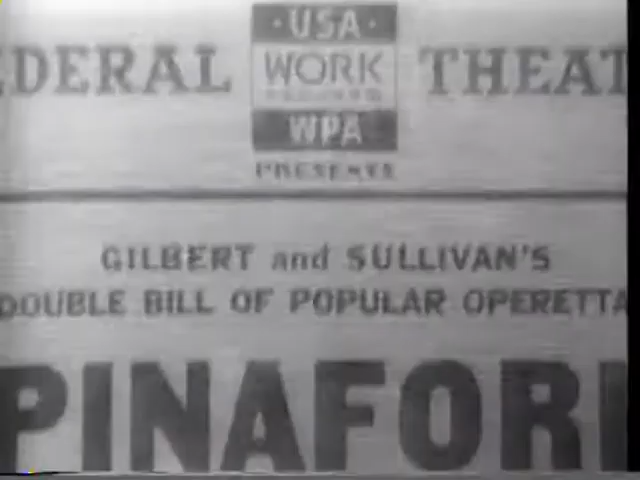 ·USA·
EDERAL WORK THEAT
WPA
PRESENTS
GILBERT and SULLIVAN'S
DOUBLE BILL OF POPULAR OPERETTA
PINAFOR